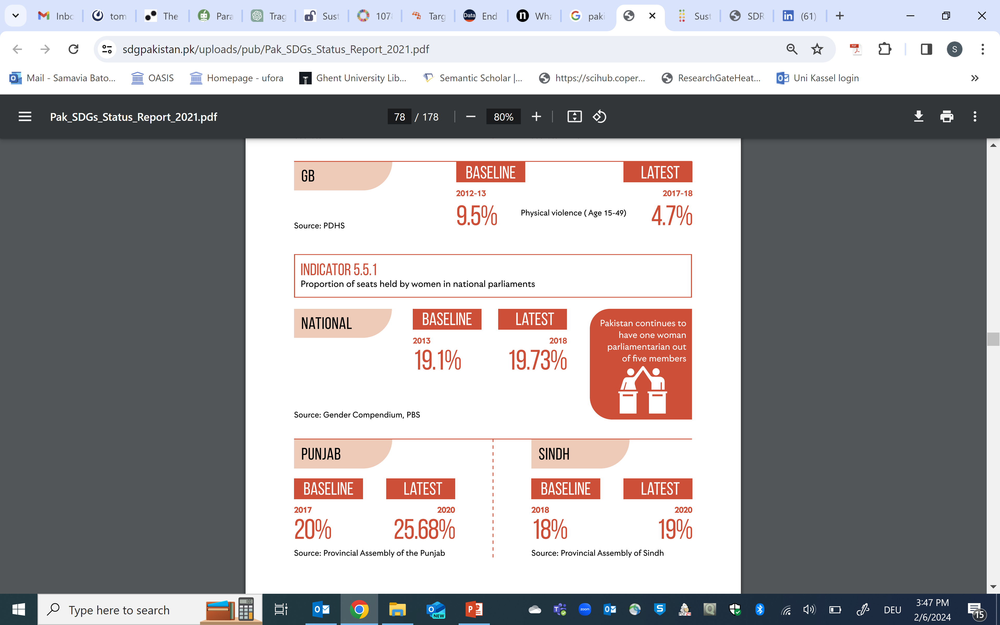 Inbc
tom
The
Para
Trag
Sust
107
Targ
Data
End
n
Wha
paki
Sust
SDR
in
(61)
sdgpakistan.pk/uploads/pub/Pak_SDGs_Status_Report_2021.pdf
PDF
S
Mail - Samavia Bato...
OASIS
Homepage - ufora
Ghent University Lib...
Semantic Scholar |...
https://scihub.coper...
ResearchGateHeat...
Uni Kassel login
Pak_SDGs_Status_Report_2021.pdf
78 / 178
80%
GB
BASELINE
LATEST
2012-13
2017-18
9.5%
Physical violence ( Age 15-49)
4.7%
Source: PDHS
INDICATOR 5.5.1
Proportion of seats held by women in national parliaments
NATIONAL
BASELINE
LATEST
2013
2018
19.1%
19.73%
Pakistan continues to
have one woman
parliamentarian out
of five members
Source: Gender Compendium, PBS
PUNJAB
BASELINE
LATEST
2017
2020
20%
25.68%
Source: Provincial Assembly of the Punjab
SINDH
BASELINE
LATEST
2018
2020
18%
19%
Source: Provincial Assembly of Sindh
Type here to search
NEW
zoom
PDF24
DEU
3:47 PM
2/6/2024
15